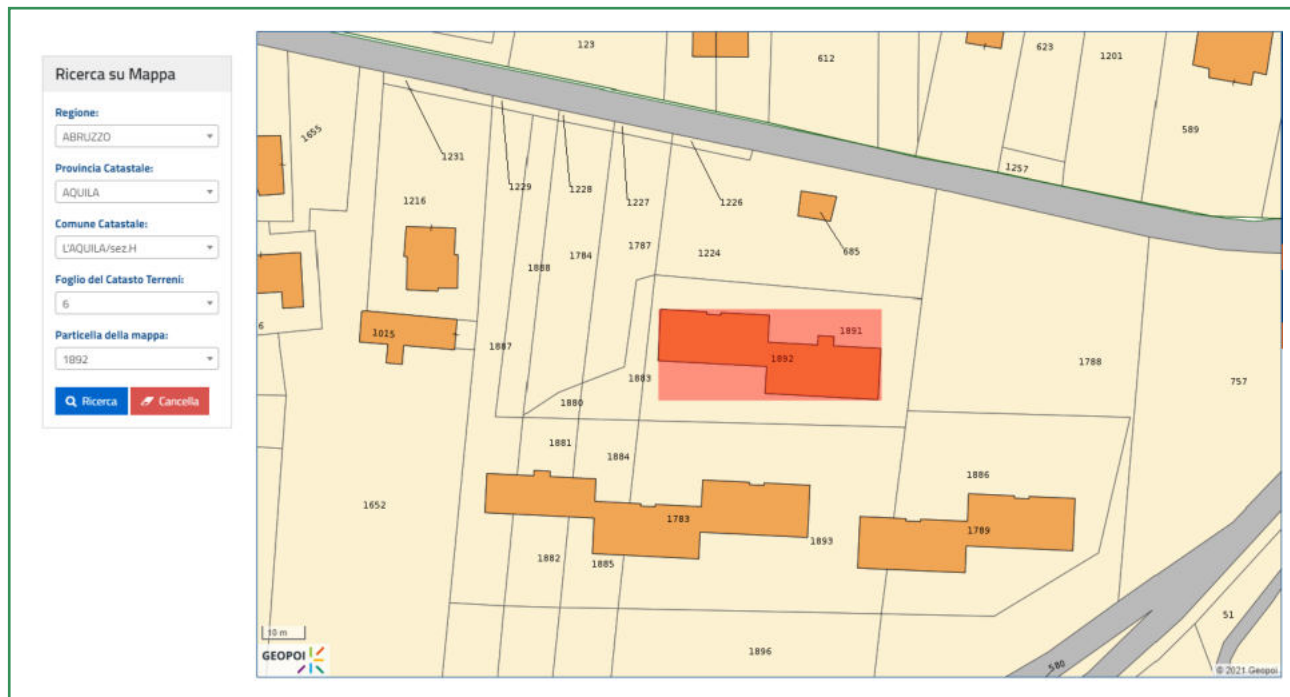 Ricerca su Mappa
Regione:
ABRUZZO
Provincia Catastale:
AQUILA
Comune Catastale:
L'AQUILA/sez.H
Foglio del Catasto Terreni:
6
Particella della mappa:
1892
Ricerca
Cancella
123
612
623
1201
1655
589
1231
1257
1229
1228
1227
1226
1216
1787
1224
685
1888
1784
6
1015
1887
1891
1892
1788
757
1883
1880
1881
1884
1886
1652
1783
1893
1789
1882
1885
51
10 m
GEOPOI
1896
580
© 2021 Geopoi